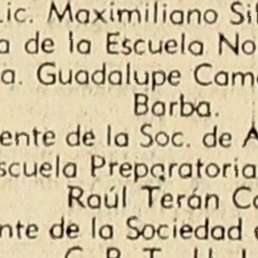 Lic. Maximiliano Sil
a de la Escuela No
a. Guadalupe Cam
Barba.
ente de la Soc. de A
scuela Preparatoria
Raúl Terán C
nte de la Sociedad